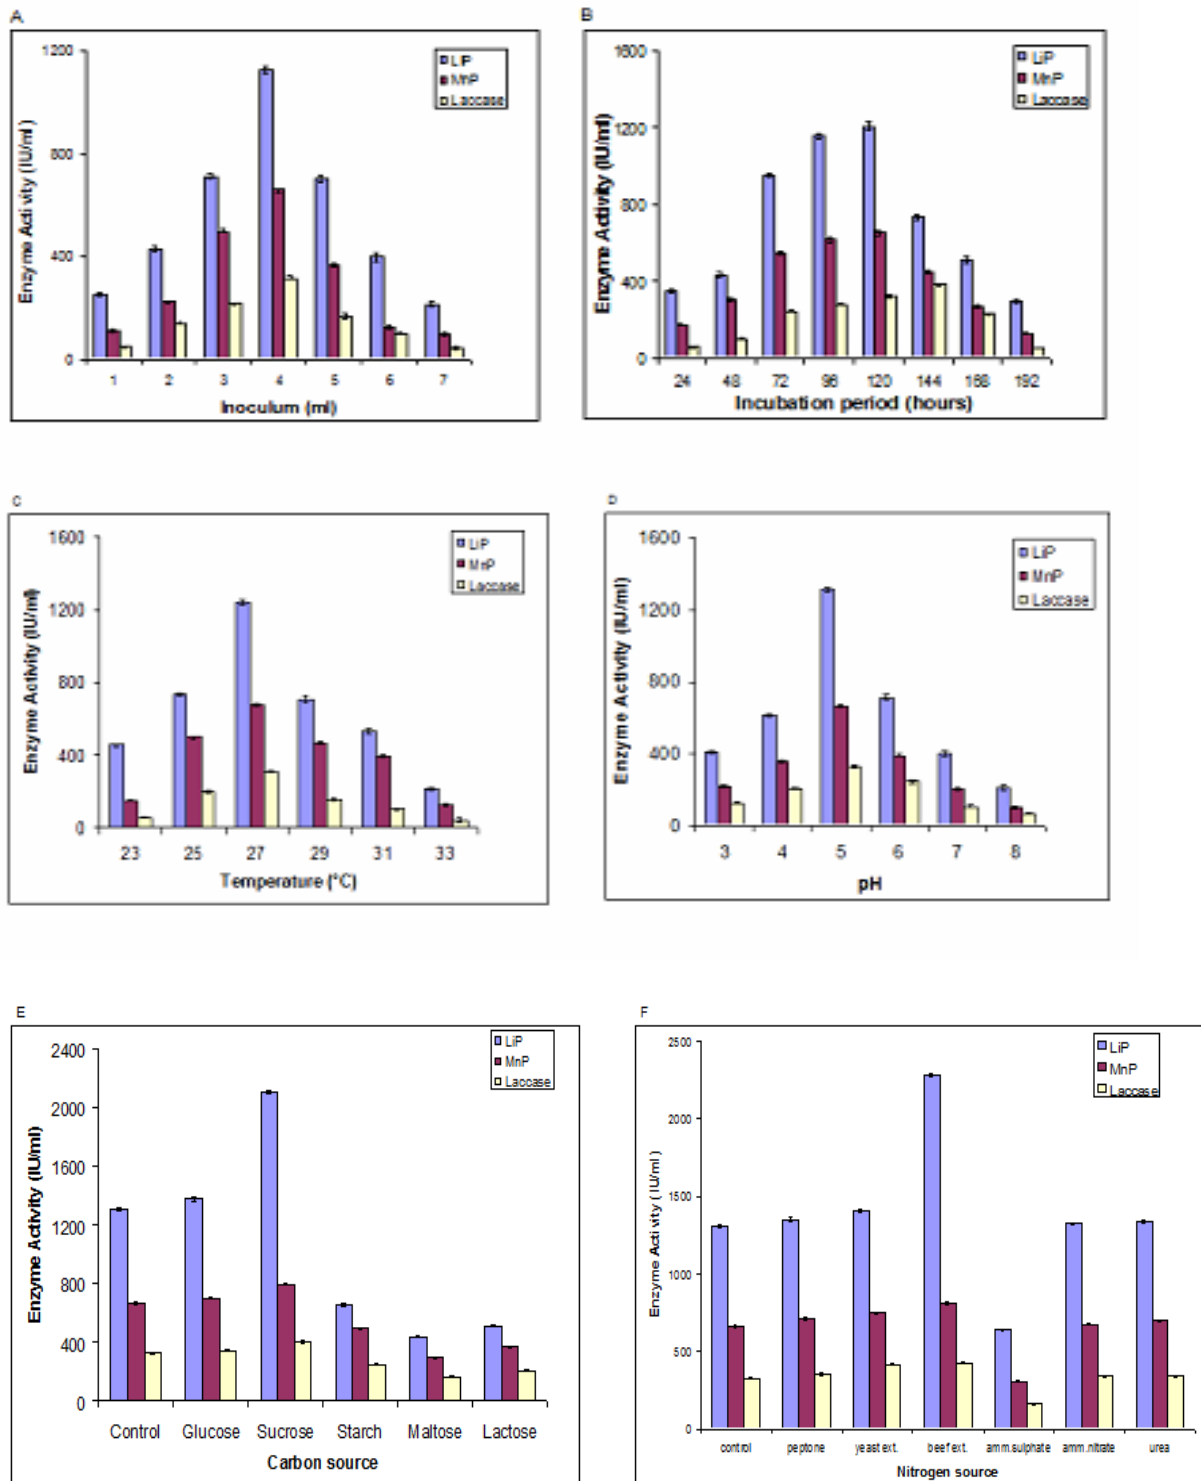 A
1200
800
400
0
Enzyme Activity (IU/ml)
LiP
MnP
Laccase
1 2 3 4 5 6 7
Inoculum (ml)
B
1600
1200
800
400
0
Enzyme Activity (IU/ml)
LiP
MnP
Laccase
24 48 72 96 120 144 168 192
Incubation period (hours)
C
1600
1200
800
400
0
Enzyme Activity (IU/ml)
LiP
MnP
Laccase
23 25 27 29 31 33
Temperature (°C)
D
1600
1200
800
400
0
Enzyme Activity (IU/ml)
LiP
MnP
Laccase
3 4 5 6 7 8
pH
E
2400
2000
1600
1200
800
400
0
Enzyme Activity (IU/ml)
LiP
MnP
Laccase
Control Glucose Sucrose Starch Maltose Lactose
Carbon source
F
2500
2000
1500
1000
500
0
Enzyme Activity (IU/ml)
LiP
MnP
Laccase
control peptone yeast ext. beef ext. amm.sulphate amm.nitrate urea
Nitrogen source